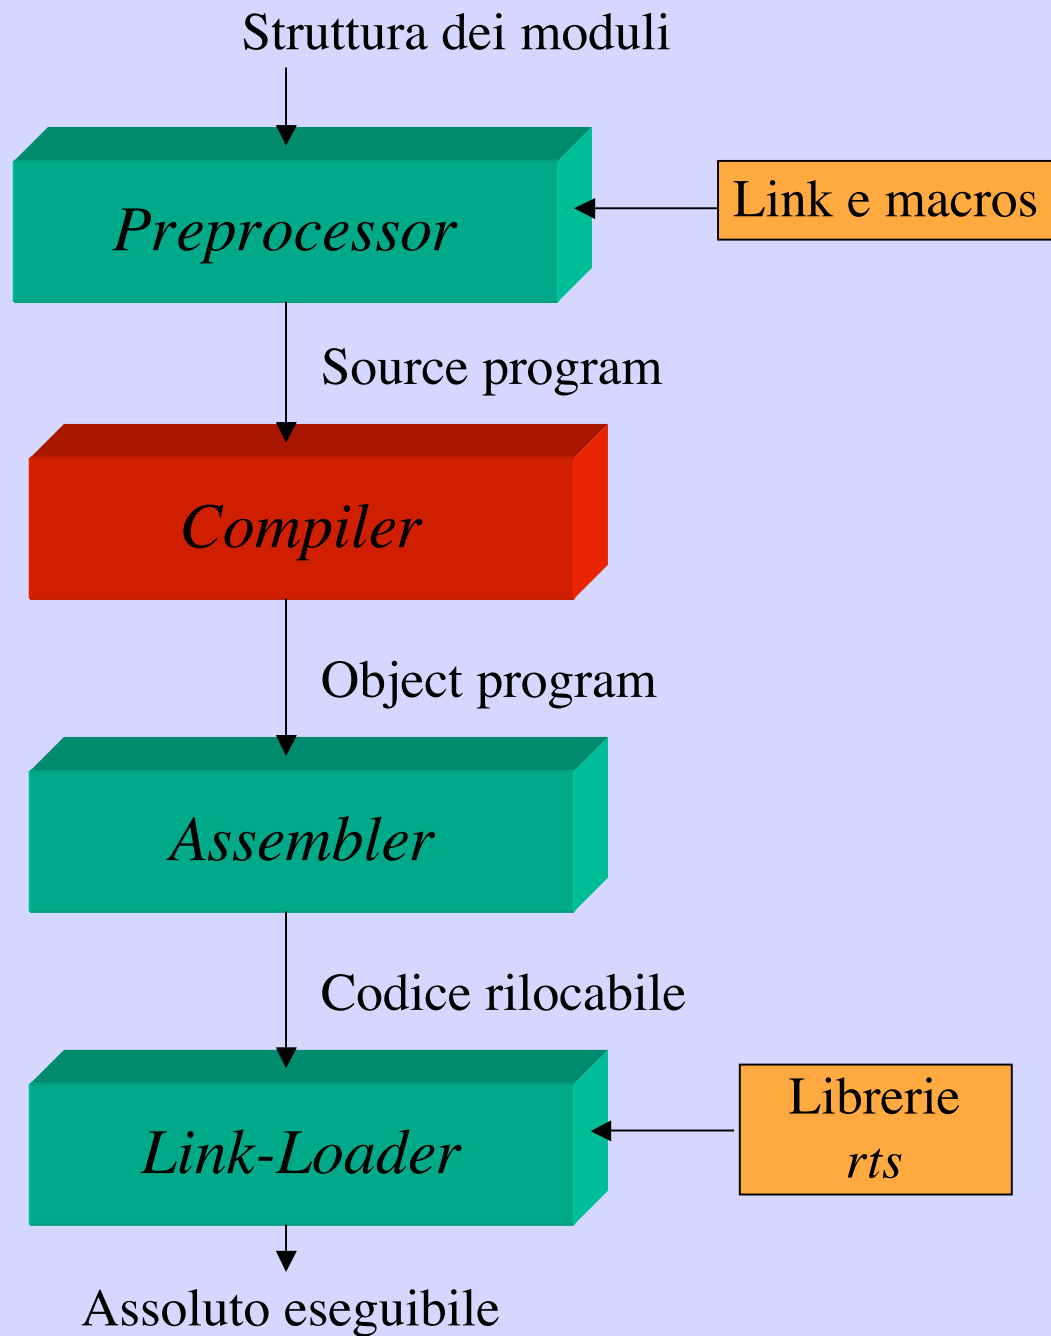 Struttura dei moduli
Preprocessor
Link e macros
Source program
Compiler
Object program
Assembler
Codice rilocabile
Link-Loader
Librerie
rts
Assoluto eseguibile